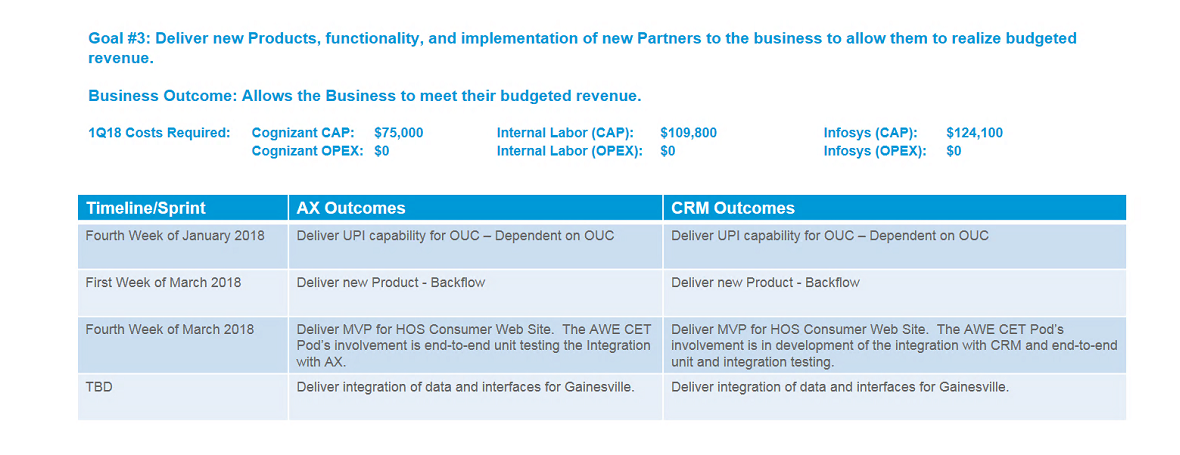 Goal #3: Deliver new Products, functionality, and implementation of new Partners to the business to allow them to realize budgeted
revenue.
Business Outcome: Allows the Business to meet their budgeted revenue.
1Q18 Costs Required: Cognizant CAP: $75,000 Internal Labor (CAP): $109,800 Infosys (CAP): $124,100
Cognizant OPEX: $0 Internal Labor (OPEX): $0 Infosys (OPEX): $0
Timeline/Sprint AX Outcomes CRM Outcomes
Fourth Week of January 2018 Deliver UPI capability for OUC – Dependent on OUC Deliver UPI capability for OUC – Dependent on OUC
First Week of March 2018 Deliver new Product - Backflow Deliver new Product - Backflow
Fourth Week of March 2018 Deliver MVP for HOS Consumer Web Site. The AWE CET Deliver MVP for HOS Consumer Web Site. The AWE CET Pod's
Pod's involvement is end-to-end unit testing the Integration involvement is in development of the integration with CRM and end-to-end
with AX. unit and integration testing.
TBD Deliver integration of data and interfaces for Gainesville. Deliver integration of data and interfaces for Gainesville.